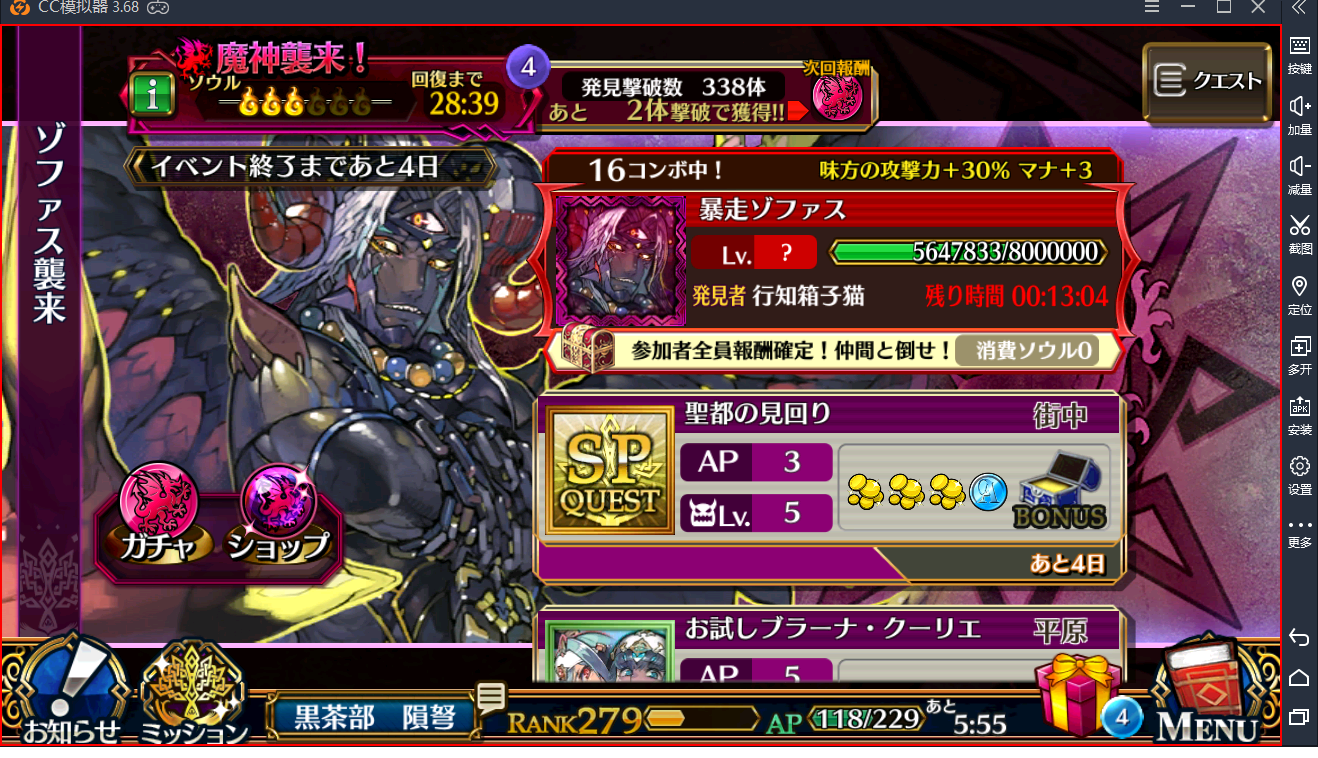 CC模拟器 3.68
ゾファス襲来
魔神襲来！
ソウル
回復まで
28:39
4
発見撃破数 338体
あと 2体撃破で獲得!!
次回報酬
クエスト
イベント終了まであと4日
16コンボ中！ 味方の攻撃力＋30% マナ＋3
暴走ゾファス
Lv. ?
5647833/8000000
発見者 行知箱子猫
残り時間 00:13:04
参加者全員報酬確定！仲間と倒せ！
消費ソウル0
SP QUEST
聖都の見回り
街中
AP 3
Lv. 5
BONUS
あと4日
ガチャ
ショップ
お試しブラーナ・クーリエ
平原
AP 5
お知らせ
ミッション
黒茶部 隕弩
RANK279
AP 118/229
あと5:55
4
MENU
按键
加量
减量
截图
定位
多开
APK
安装
设置
更多